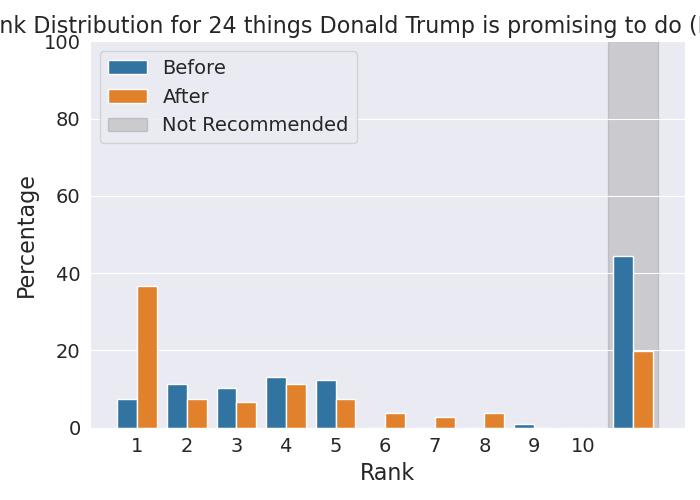 nk Distribution for 24 things Donald Trump is promising to do (
100
80
60
40
20
0
Percentage
Before
After
Not Recommended
1 2 3 4 5 6 7 8 9 10
Rank